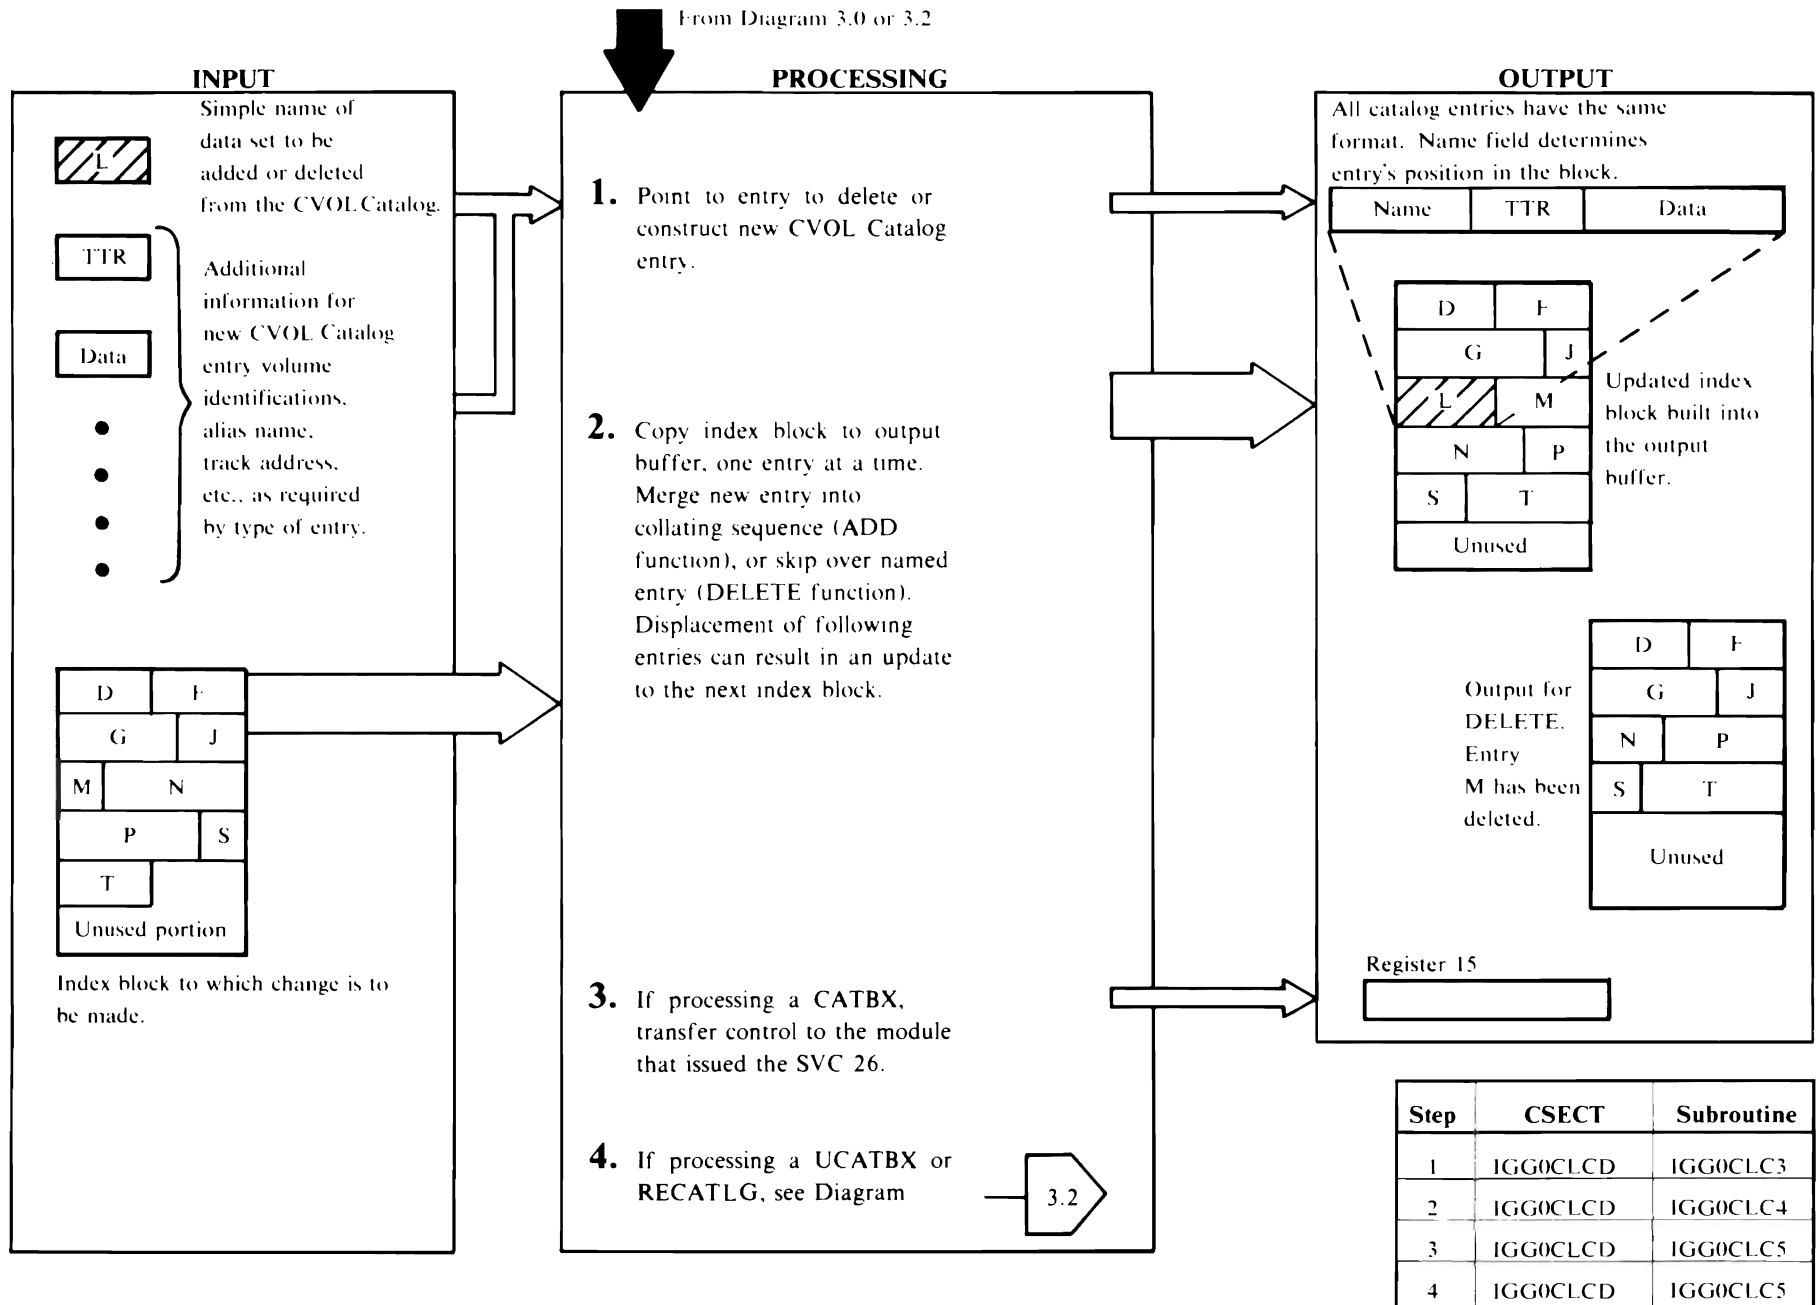 From Diagram 3.0 or 3.2
INPUT
Simple name of
data set to be
added or deleted
from the CVOL Catalog.
L
TTR
Data
Additional
information for
new CVOL Catalog
entry volume
identifications,
alias name,
track address,
etc., as required
by type of entry.
D F
G J
M N
P S
T
Unused portion
Index block to which change is to
be made.
PROCESSING
1. Point to entry to delete or
construct new CVOL Catalog
entry.
2. Copy index block to output
buffer, one entry at a time.
Merge new entry into
collating sequence (ADD
function), or skip over named
entry (DELETE function).
Displacement of following
entries can result in an update
to the next index block.
3. If processing a CATBX,
transfer control to the module
that issued the SVC 26.
4. If processing a UCATBX or
RECATLG, see Diagram
3.2
OUTPUT
All catalog entries have the same
format. Name field determines
entry's position in the block.
Name TTR Data
D F
G J
L M
N P
S T
Unused
Updated index
block built into
the output
buffer.
Output for
DELETE.
Entry
M has been
deleted.
D F
G J
N P
S T
Unused
Register 15
Step CSECT Subroutine
1 IGG0CLCD IGG0CLC3
2 IGG0CLCD IGG0CLC4
3 IGG0CLCD IGG0CLC5
4 IGG0CLCD IGG0CLC5